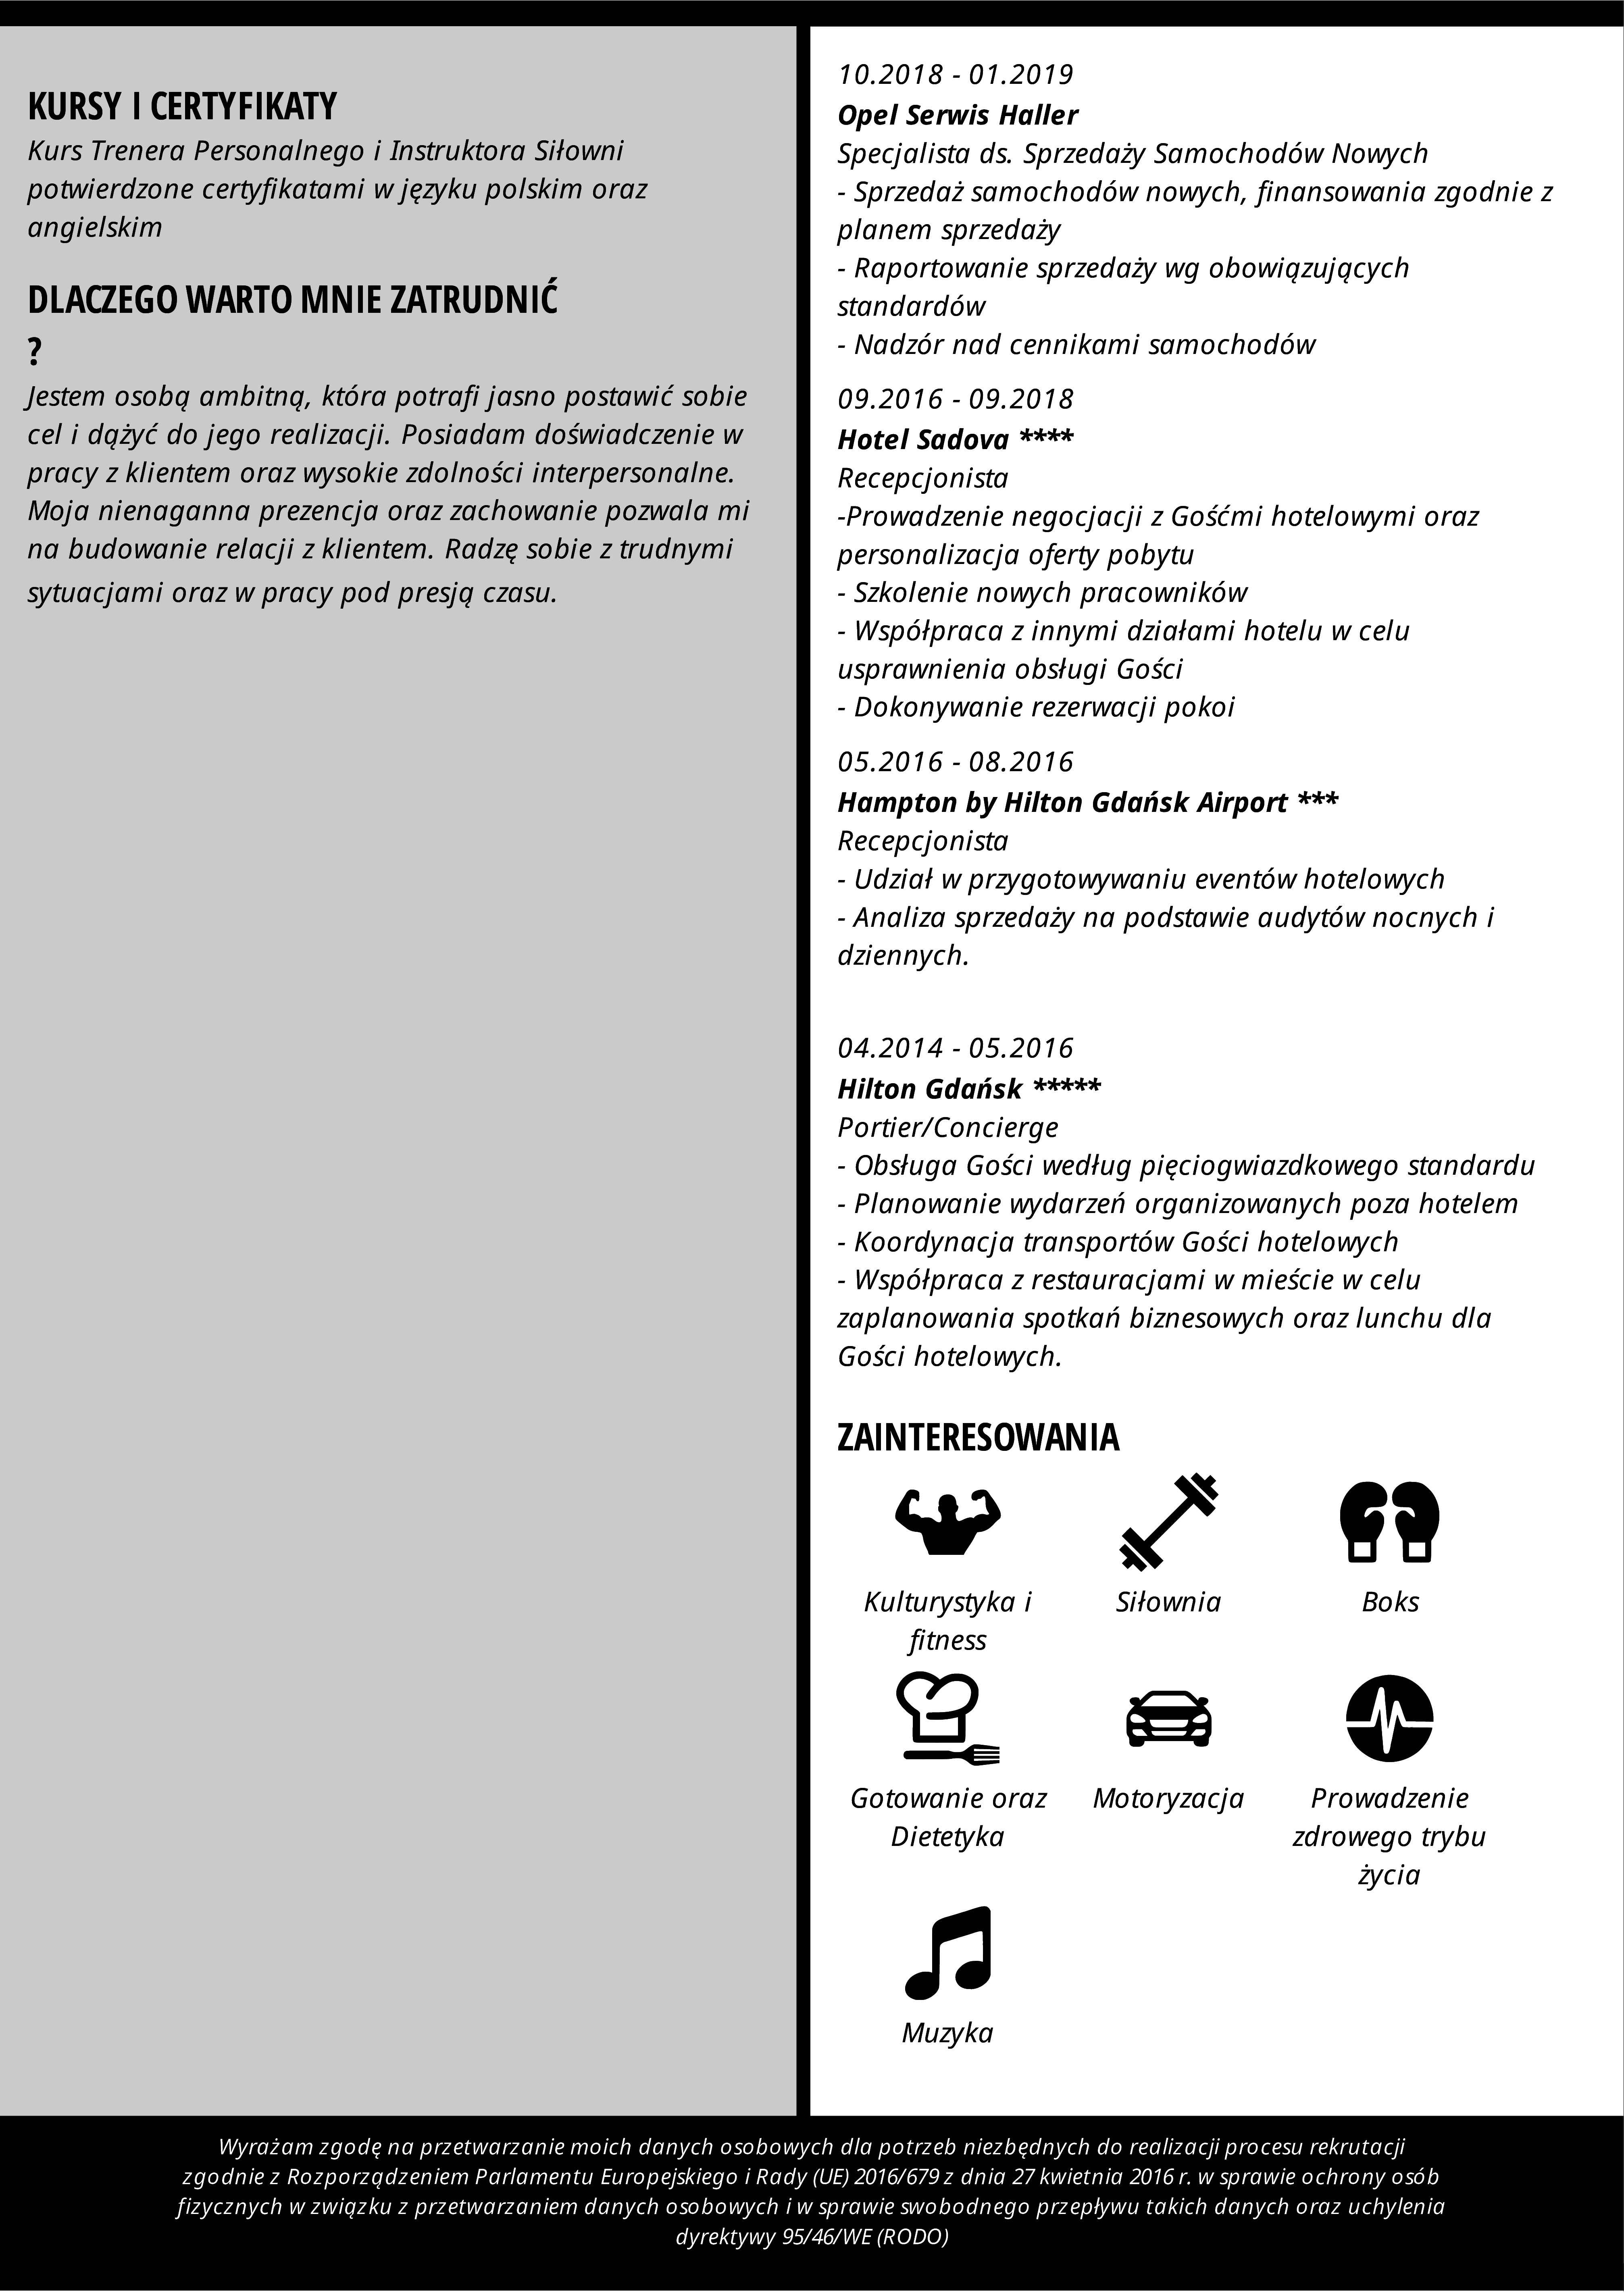 KURSY I CERTYFIKATY
Kurs Trenera Personalnego i Instruktora Siłowni
potwierdzone certyfikatami w języku polskim oraz
angielskim
DLACZEGO WARTO MNIE ZATRUDNIĆ
?
Jestem osobą ambitną, która potrafi jasno postawić sobie
cel i dążyć do jego realizacji. Posiadam doświadczenie w
pracy z klientem oraz wysokie zdolności interpersonalne.
Moja nienaganna prezencja oraz zachowanie pozwala mi
na budowanie relacji z klientem. Radzę sobie z trudnymi
sytuacjami oraz w pracy pod presją czasu.
10.2018 - 01.2019
Opel Serwis Haller
Specjalista ds. Sprzedaży Samochodów Nowych
- Sprzedaż samochodów nowych, finansowania zgodnie z
planem sprzedaży
- Raportowanie sprzedaży wg obowiązujących
standardów
- Nadzór nad cennikami samochodów
09.2016 - 09.2018
Hotel Sadova ****
Recepcjonista
-Prowadzenie negocjacji z Gośćmi hotelowymi oraz
personalizacja oferty pobytu
- Szkolenie nowych pracowników
- Współpraca z innymi działami hotelu w celu
usprawnienia obsługi Gości
- Dokonywanie rezerwacji pokoi
05.2016 - 08.2016
Hampton by Hilton Gdańsk Airport ***
Recepcjonista
- Udział w przygotowywaniu eventów hotelowych
- Analiza sprzedaży na podstawie audytów nocnych i
dziennych.
04.2014 - 05.2016
Hilton Gdańsk *****
Portier/Concierge
- Obsługa Gości według pięciogwiazdkowego standardu
- Planowanie wydarzeń organizowanych poza hotelem
- Koordynacja transportów Gości hotelowych
- Współpraca z restauracjami w mieście w celu
zaplanowania spotkań biznesowych oraz lunchu dla
Gości hotelowych.
ZAINTERESOWANIA
Kulturystyka i
fitness
Siłownia
Boks
Gotowanie oraz
Dietetyka
Motoryzacja
Prowadzenie
zdrowego trybu
życia
Muzyka
Wyrażam zgodę na przetwarzanie moich danych osobowych dla potrzeb niezbędnych do realizacji procesu rekrutacji
zgodnie z Rozporządzeniem Parlamentu Europejskiego i Rady (UE) 2016/679 z dnia 27 kwietnia 2016 r. w sprawie ochrony osób
fizycznych w związku z przetwarzaniem danych osobowych i w sprawie swobodnego przepływu takich danych oraz uchylenia
dyrektywy 95/46/WE (RODO)